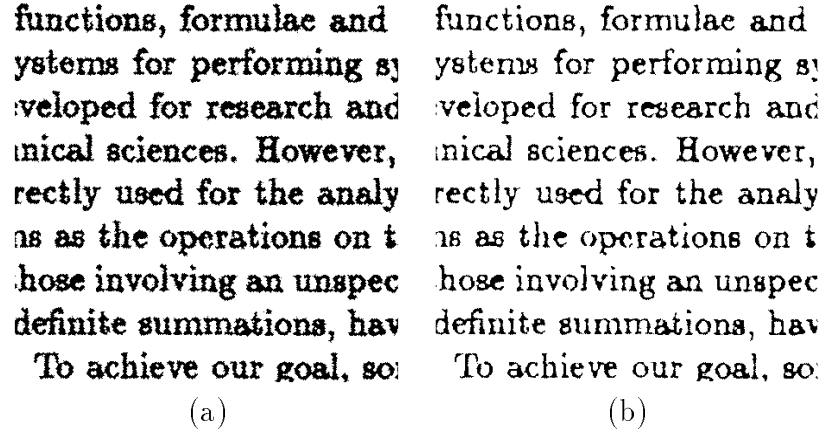 functions, formulae and
ystems for performing sy
veloped for research and
nical sciences. However,
rectly used for the analy
ns as the operations on t
hose involving an unspec
definite summations, hav
To achieve our goal, so
(a)
functions, formulae and
ystems for performing sy
veloped for research and
nical sciences. However,
rectly used for the analy
ns as the operations on t
hose involving an unspec
definite summations, hav
To achieve our goal, so
(b)